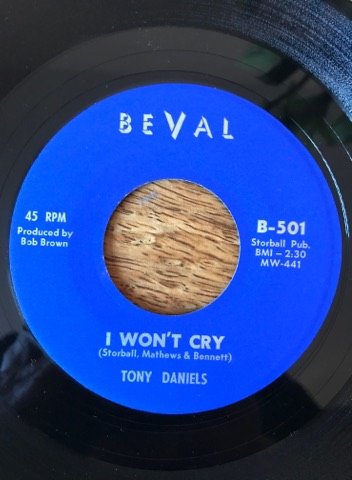 BEVAL
45 RPM
Produced by
Bob Brown
B-501
Storball Pub.
BMI - 2:30
MW-441
I WON'T CRY
(Storball, Mathews & Bennett)
TONY DANIELS